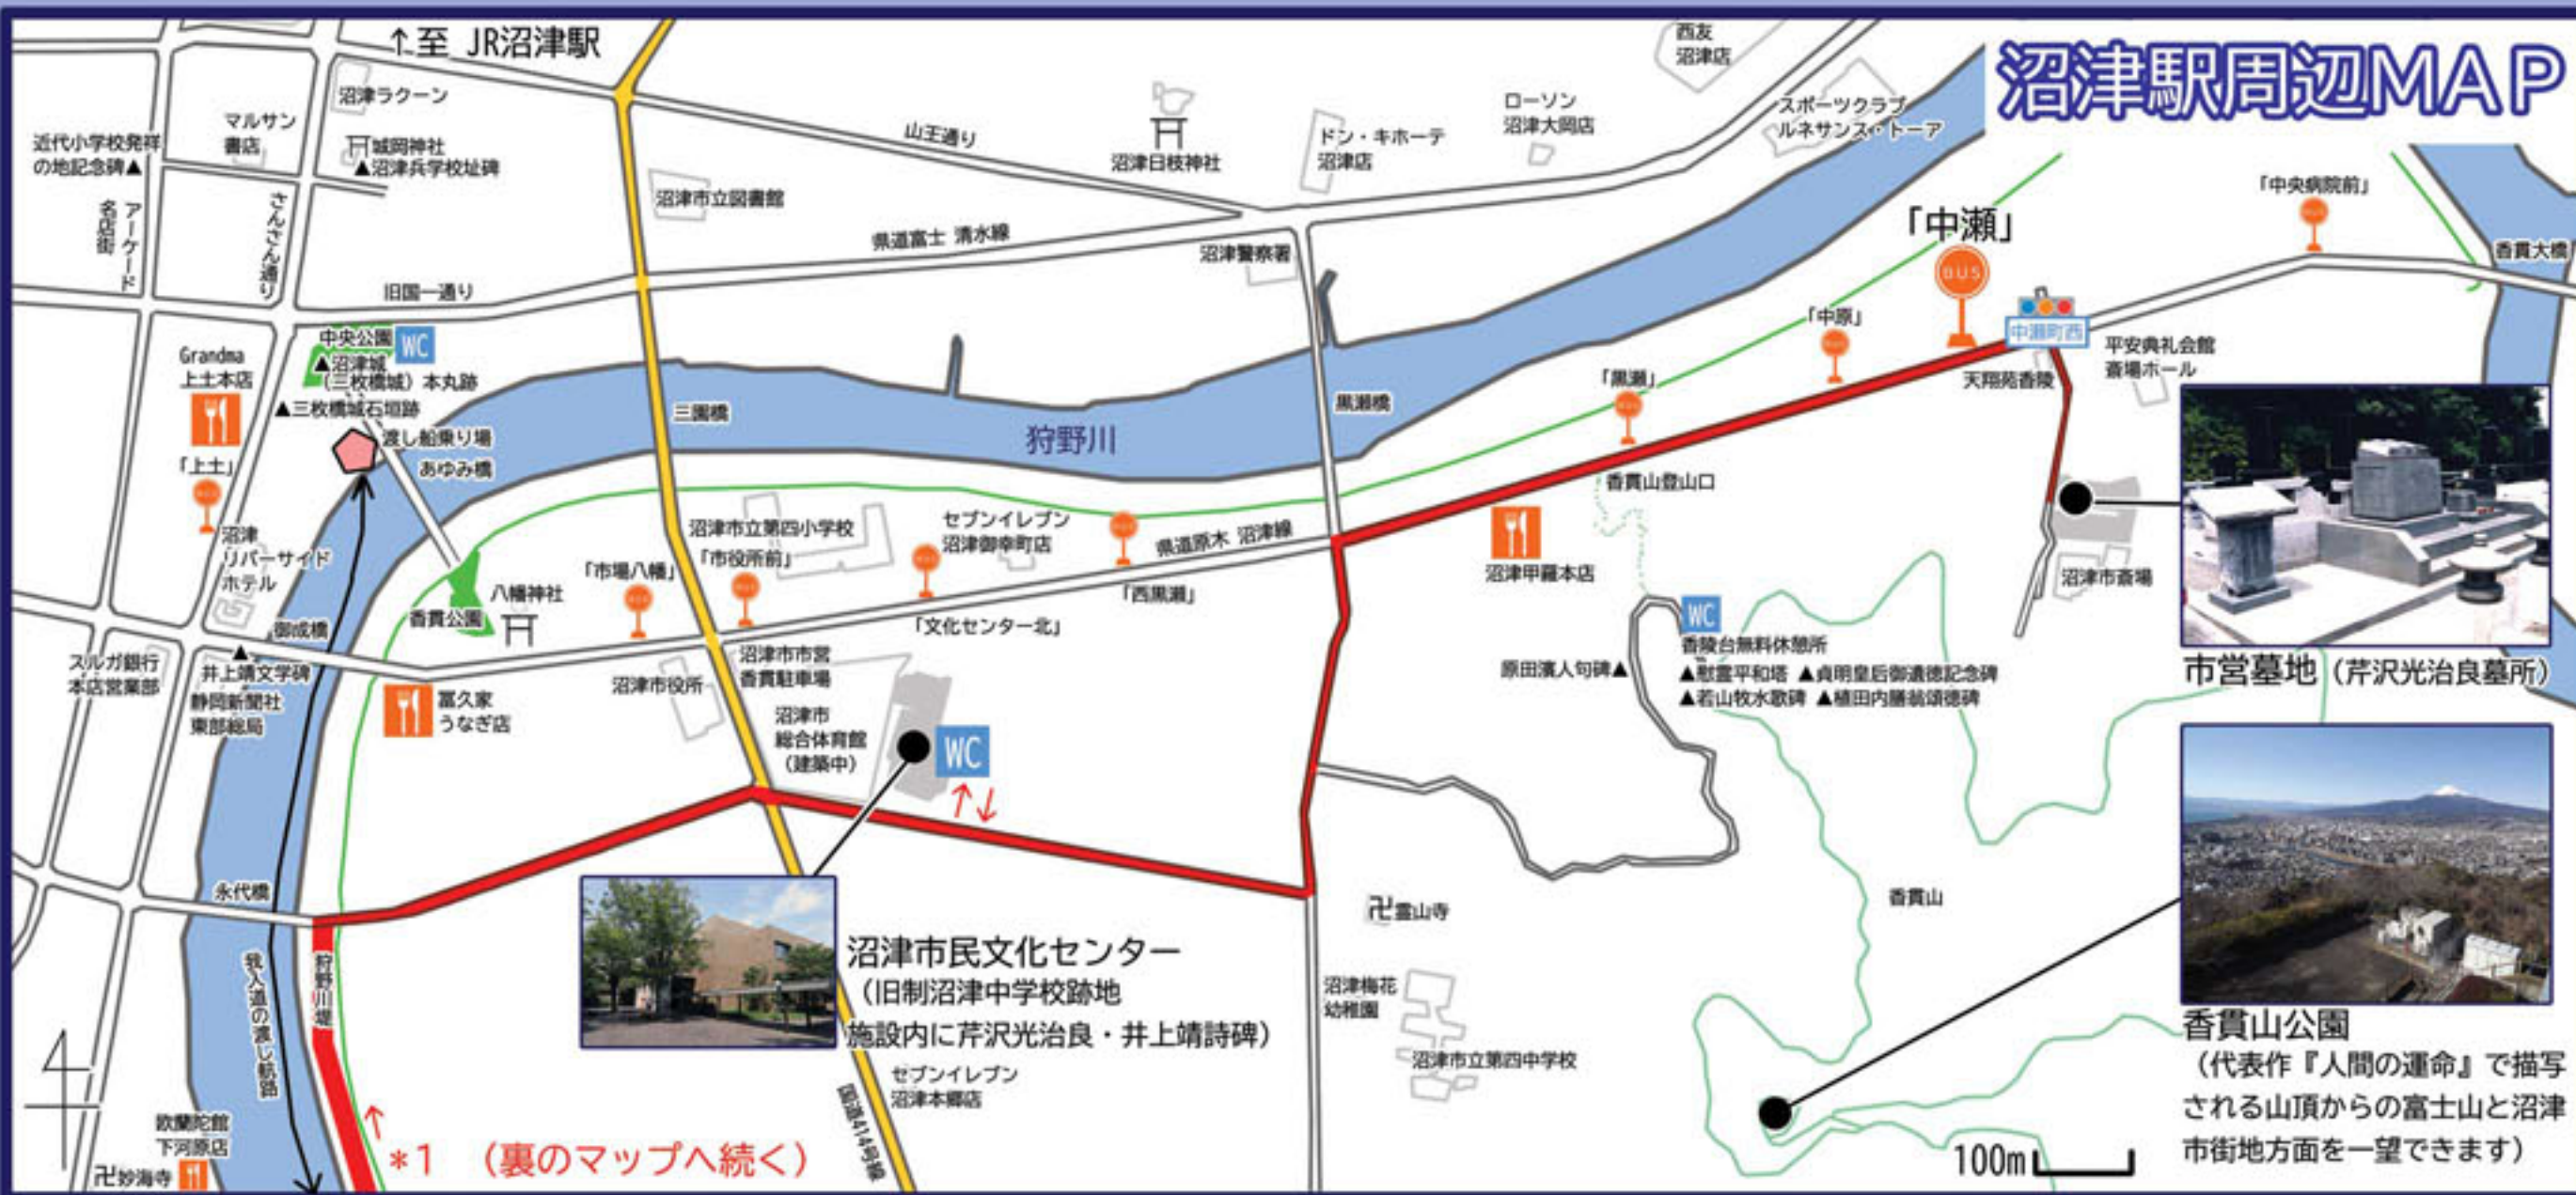 沼津駅周辺MAP
↑至 JR沼津駅
沼津ラクーン
マルサン
書店
近代小学校発祥
の地記念碑▲
城岡神社
▲沼津兵学校址碑
アーケード
名店街
さんさん通り
沼津市立図書館
山王通り
沼津日枝神社
ドン・キホーテ
沼津店
ローソン
沼津大岡店
西友
沼津店
スポーツクラブ
ルネサンス・トーア
県道富士 清水線
沼津警察署
旧国一通り
中央公園
WC
▲沼津城
(三枚橋城)本丸跡
▲三枚橋城石垣跡
Grandma
上土本店
渡し船乗り場
あゆみ橋
「上土」
BUS
沼津
リバーサイド
ホテル
三園橋
狩野川
黒瀬橋
「黒瀬」
BUS
「中原」
BUS
「中瀬」
BUS
中瀬町西
「中央病院前」
BUS
香貫大橋
天翔苑香陵
平安典礼会館
斎場ホール
香貫山登山口
沼津甲羅本店
沼津市斎場
市営墓地(芹沢光治良墓所)
沼津市立第四小学校
セブンイレブン
沼津御幸町店
県道原木 沼津線
「市場八幡」
BUS
「市役所前」
BUS
「文化センター北」
BUS
「西黒瀬」
BUS
八幡神社
香貫公園
御成橋
▲
井上靖文学碑
スルガ銀行
本店営業部
静岡新聞社
東部総局
冨久家
うなぎ店
沼津市役所
沼津市市営
香貫駐車場
沼津市
総合体育館
(建築中)
WC
↑↓
WC
香陵台無料休憩所
▲慰霊平和塔 ▲貞明皇后御遺徳記念碑
▲若山牧水歌碑 ▲植田内膳翁頌徳碑
原田濱人句碑▲
香貫山
卍霊山寺
沼津梅花
幼稚園
沼津市立第四中学校
永代橋
狩野川堤
我入道の渡し航路
沼津市民文化センター
(旧制沼津中学校跡地
施設内に芹沢光治良・井上靖詩碑)
セブンイレブン
沼津本郷店
国道414号線
欧蘭陀館
下河原店
卍妙海寺
↑
*1 (裏のマップへ続く)
香貫山公園
(代表作『人間の運命』で描写
される山頂からの富士山と沼津
市街地方面を一望できます)
100m